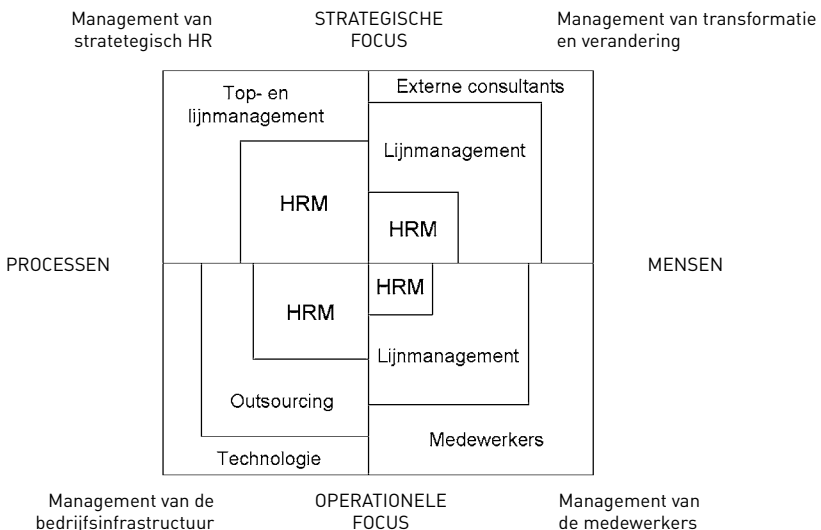 Management van
stratetegisch HR
STRATEGISCHE
FOCUS
Management van transformatie
en verandering
Top- en
lijnmanagement
Externe consultants
Lijnmanagement
HRM
HRM
PROCESSEN
MENSEN
HRM
HRM
Lijnmanagement
Outsourcing
Medewerkers
Technologie
Management van de
bedrijfsinfrastructuur
OPERATIONELE
FOCUS
Management van
de medewerkers